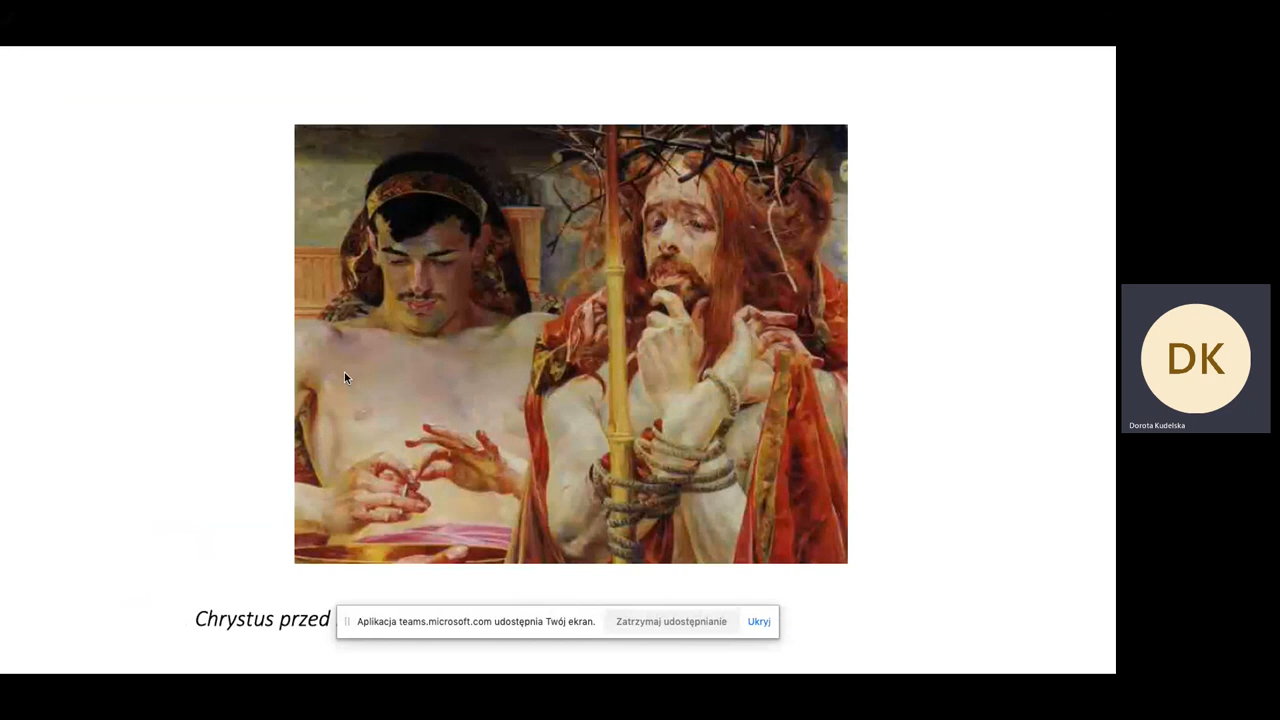 Chrystus przed
Aplikacja teams.microsoft.com udostępnia Twój ekran. Zatrzymaj udostępnianie Ukryj
DK
Dorota Kudelska